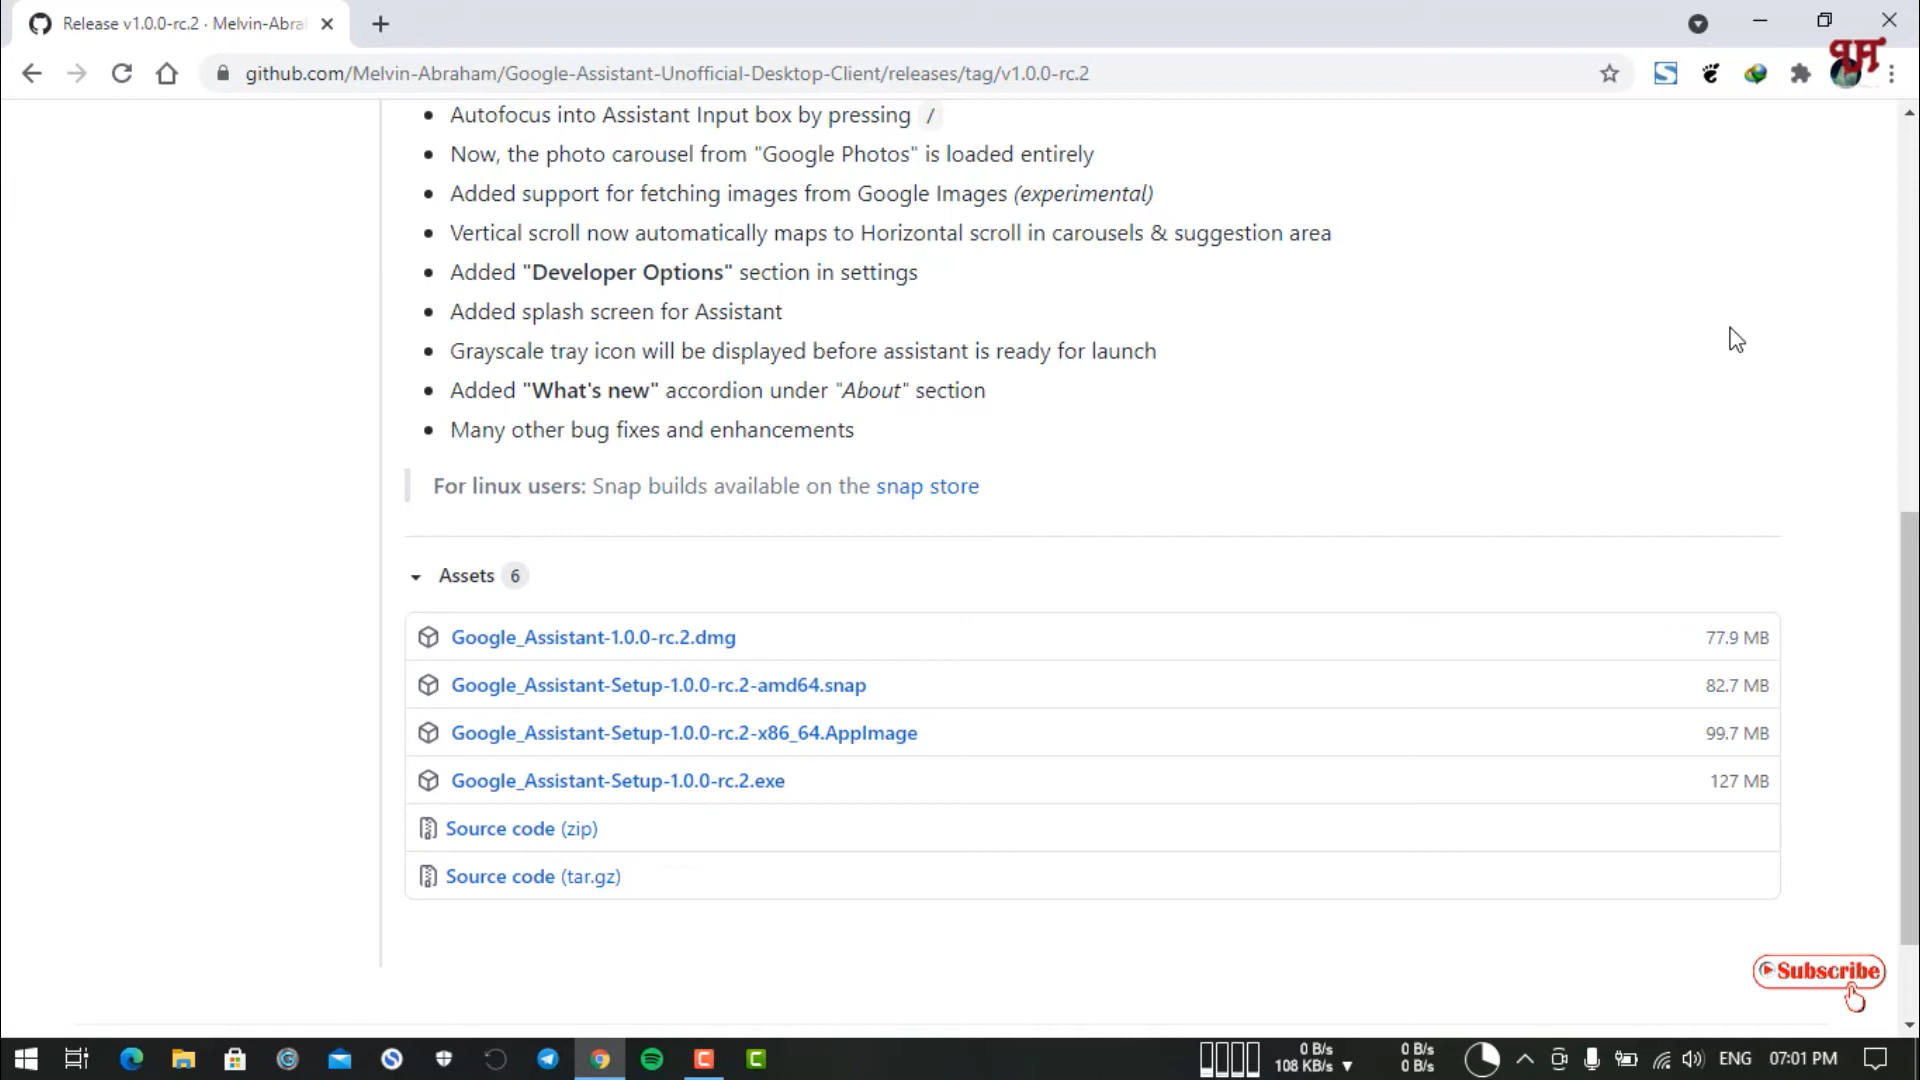 Release v1.0.0-rc.2 · Melvin-Abra
github.com/Melvin-Abraham/Google-Assistant-Unofficial-Desktop-Client/releases/tag/v1.0.0-rc.2
Autofocus into Assistant Input box by pressing /
Now, the photo carousel from "Google Photos" is loaded entirely
Added support for fetching images from Google Images (experimental)
Vertical scroll now automatically maps to Horizontal scroll in carousels & suggestion area
Added "Developer Options" section in settings
Added splash screen for Assistant
Grayscale tray icon will be displayed before assistant is ready for launch
Added "What's new" accordion under "About" section
Many other bug fixes and enhancements
For linux users: Snap builds available on the snap store
Assets 6
Google_Assistant-1.0.0-rc.2.dmg 77.9 MB
Google_Assistant-Setup-1.0.0-rc.2-amd64.snap 82.7 MB
Google_Assistant-Setup-1.0.0-rc.2-x86_64.AppImage 99.7 MB
Google_Assistant-Setup-1.0.0-rc.2.exe 127 MB
Source code (zip)
Source code (tar.gz)
Subscribe
0 B/s 0 B/s
108 KB/s 0 B/s
ENG 07:01 PM